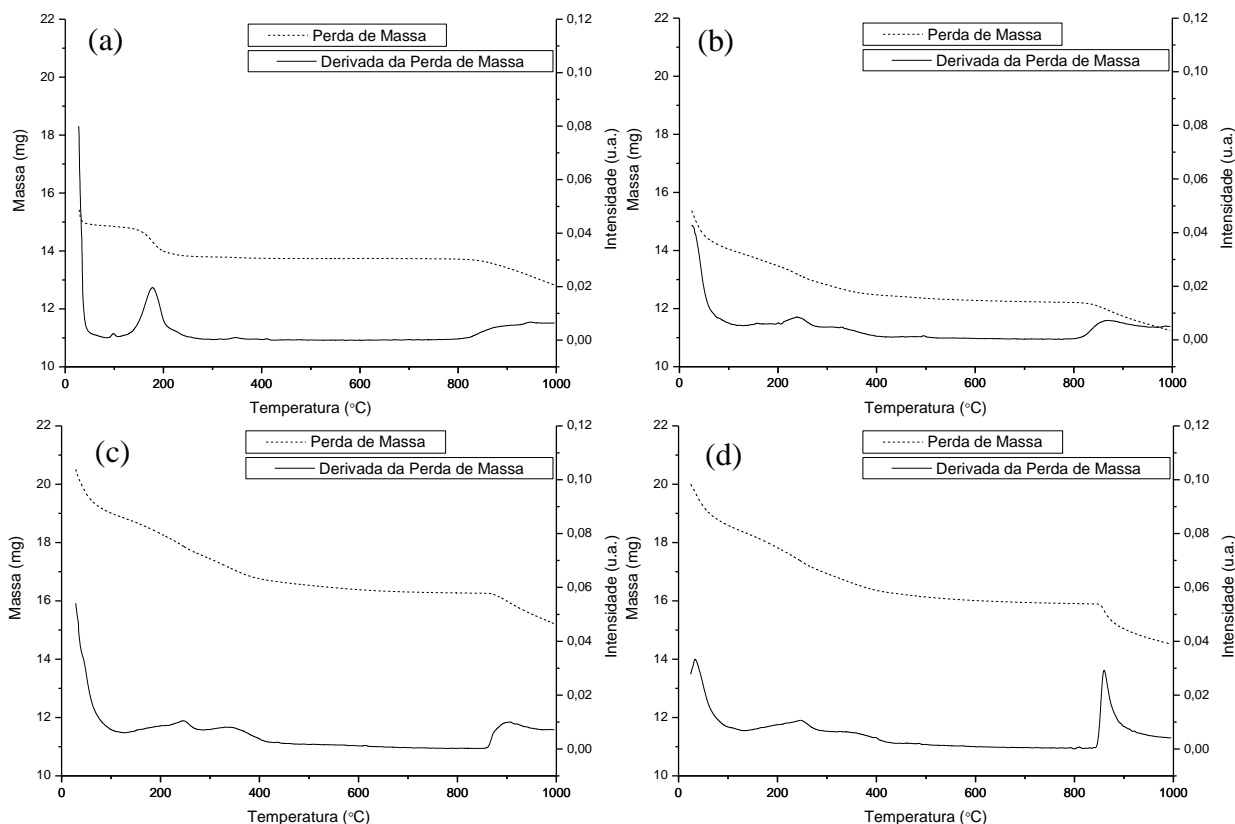 (a)
Perda de Massa
Derivada da Perda de Massa
22
20
18
16
14
12
10
Massa (mg)
0,12
0,10
0,08
0,06
0,04
0,02
0,00
Intensidade (u.a.)
0 200 400 600 800 1000
Temperatura (°C)
(b)
Perda de Massa
Derivada da Perda de Massa
22
20
18
16
14
12
10
Massa (mg)
0,12
0,10
0,08
0,06
0,04
0,02
0,00
Intensidade (u.a.)
0 200 400 600 800 1000
Temperatura (°C)
(c)
Perda de Massa
Derivada da Perda de Massa
22
20
18
16
14
12
10
Massa (mg)
0,12
0,10
0,08
0,06
0,04
0,02
0,00
Intensidade (u.a.)
0 200 400 600 800 1000
Temperatura (°C)
(d)
Perda de Massa
Derivada da Perda de Massa
22
20
18
16
14
12
10
Massa (mg)
0,12
0,10
0,08
0,06
0,04
0,02
0,00
Intensidade (u.a.)
0 200 400 600 800 1000
Temperatura (°C)